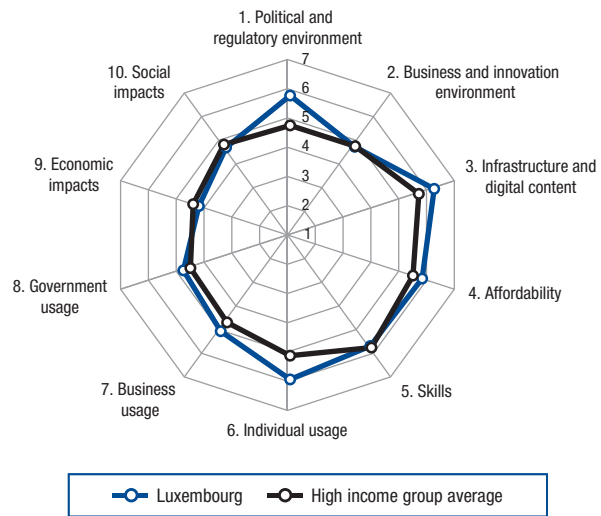 1. Political and
regulatory environment
2. Business and innovation
environment
3. Infrastructure and
digital content
4. Affordability
5. Skills
6. Individual usage
7. Business
usage
8. Government
usage
9. Economic
impacts
10. Social
impacts
7
6
5
4
3
2
1
Luxembourg
High income group average